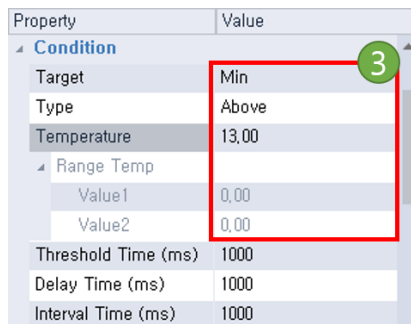 Property Value
Condition
3
Target Min
Type Above
Temperature 13,00
Range Temp
Value1 0,00
Value2 0,00
Threshold Time (ms) 1000
Delay Time (ms) 1000
Interval Time (ms) 1000